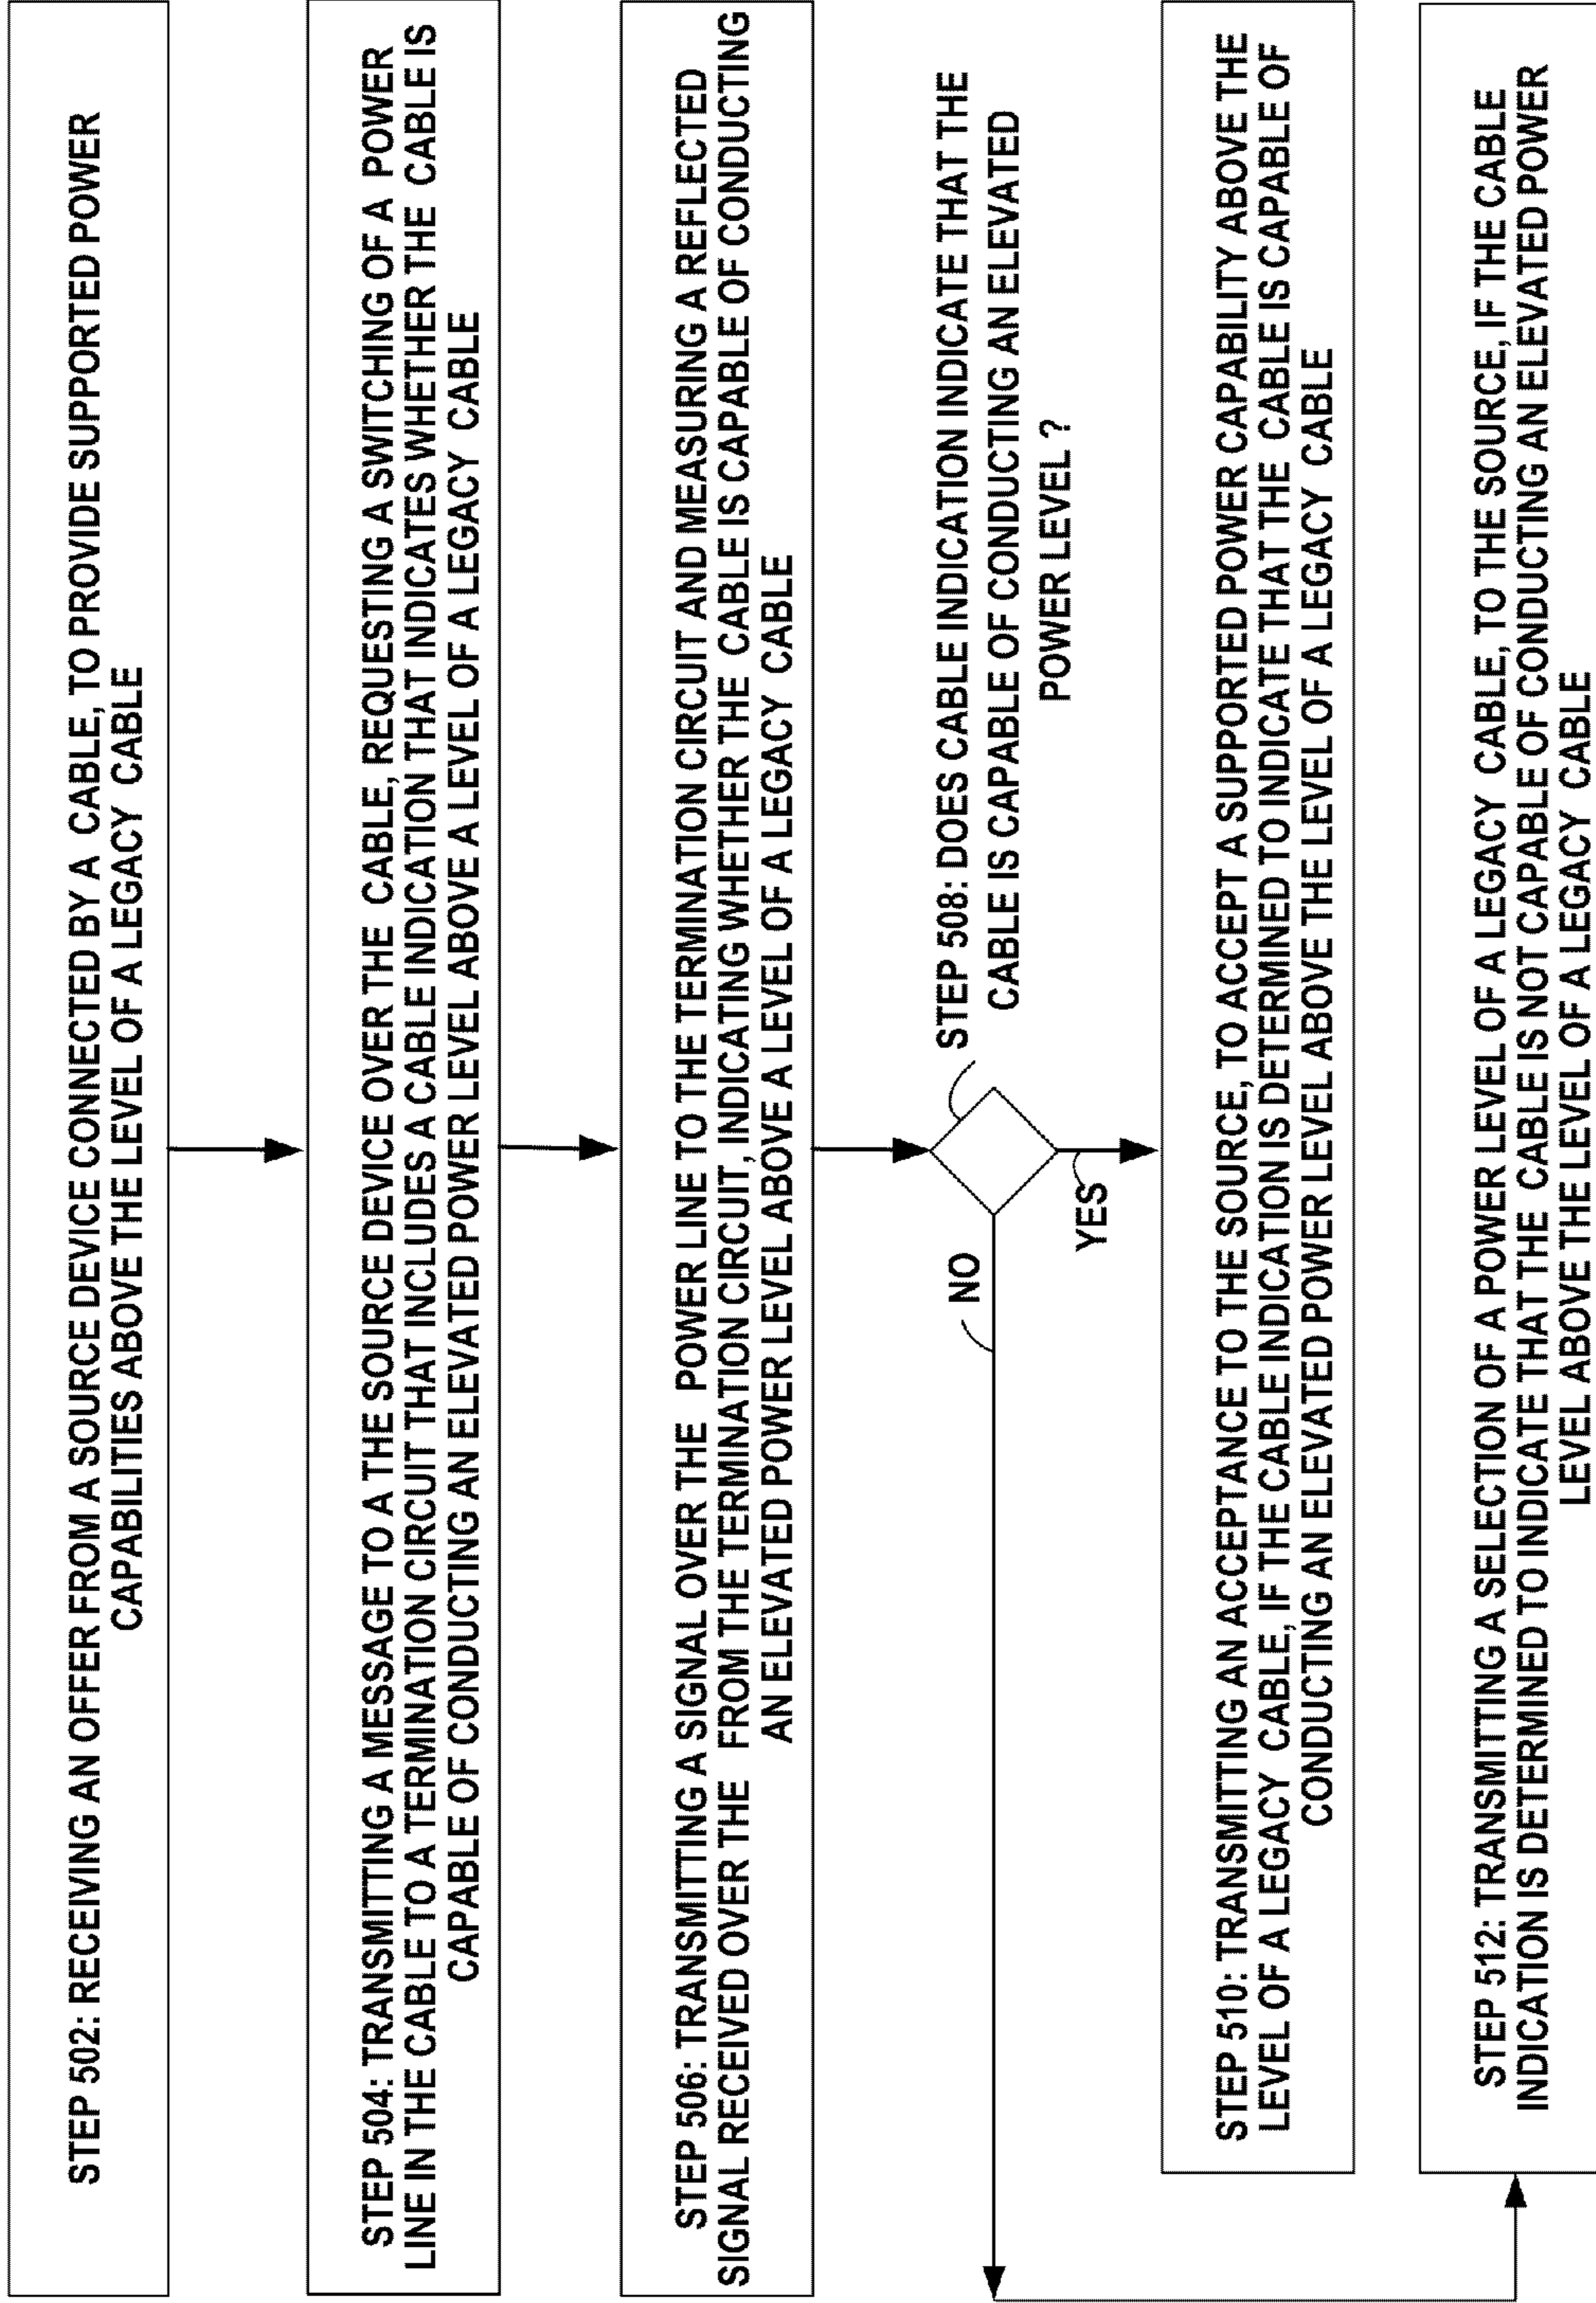 STEP 502: RECEIVING AN OFFER FROM A SOURCE DEVICE CONNECTED BY A CABLE, TO PROVIDE SUPPORTED POWER
CAPABILITIES ABOVE THE LEVEL OF A LEGACY CABLE
STEP 504: TRANSMITTING A MESSAGE TO A THE SOURCE DEVICE OVER THE CABLE, REQUESTING A SWITCHING OF A POWER
LINE IN THE CABLE TO A TERMINATION CIRCUIT THAT INCLUDES A CABLE INDICATION THAT INDICATES WHETHER THE CABLE IS
CAPABLE OF CONDUCTING AN ELEVATED POWER LEVEL ABOVE A LEVEL OF A LEGACY CABLE
STEP 506: TRANSMITTING A SIGNAL OVER THE POWER LINE TO THE TERMINATION CIRCUIT AND MEASURING A REFLECTED
SIGNAL RECEIVED OVER THE FROM THE TERMINATION CIRCUIT, INDICATING WHETHER THE CABLE IS CAPABLE OF CONDUCTING
AN ELEVATED POWER LEVEL ABOVE A LEVEL OF A LEGACY CABLE
STEP 508: DOES CABLE INDICATION INDICATE THAT THE
CABLE IS CAPABLE OF CONDUCTING AN ELEVATED
POWER LEVEL ?
NO
YES
STEP 510: TRANSMITTING AN ACCEPTANCE TO THE SOURCE, TO ACCEPT A SUPPORTED POWER CAPABILITY ABOVE THE
LEVEL OF A LEGACY CABLE, IF THE CABLE INDICATION IS DETERMINED TO INDICATE THAT THE CABLE IS CAPABLE OF
CONDUCTING AN ELEVATED POWER LEVEL ABOVE THE LEVEL OF A LEGACY CABLE
STEP 512: TRANSMITTING A SELECTION OF A POWER LEVEL OF A LEGACY CABLE, TO THE SOURCE, IF THE CABLE
INDICATION IS DETERMINED TO INDICATE THAT THE CABLE IS NOT CAPABLE OF CONDUCTING AN ELEVATED POWER
LEVEL ABOVE THE LEVEL OF A LEGACY CABLE